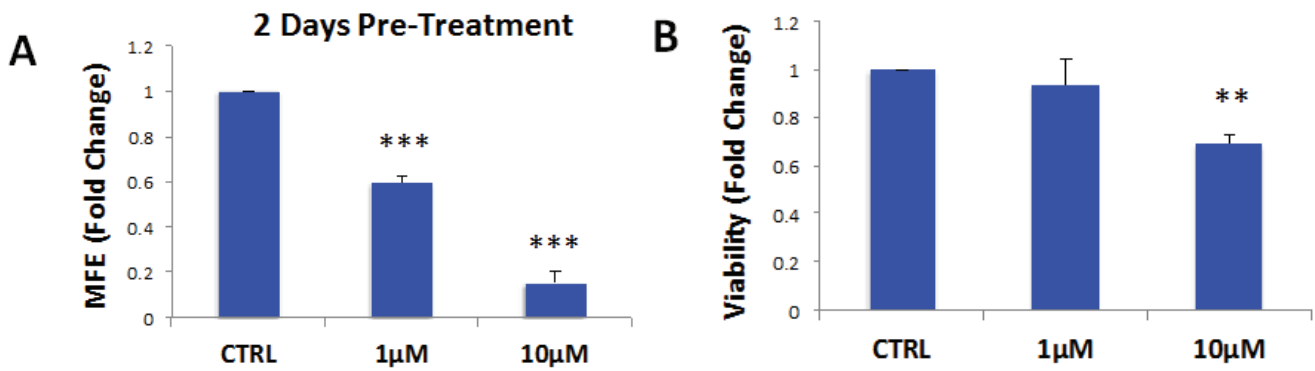 A
2 Days Pre-Treatment
MFE (Fold Change)
1.2
1
0.8
0.6
0.4
0.2
0
***
***
CTRL
1µM
10µM
B
Viability (Fold Change)
1.2
1
0.8
0.6
0.4
0.2
0
**
CTRL
1µM
10µM